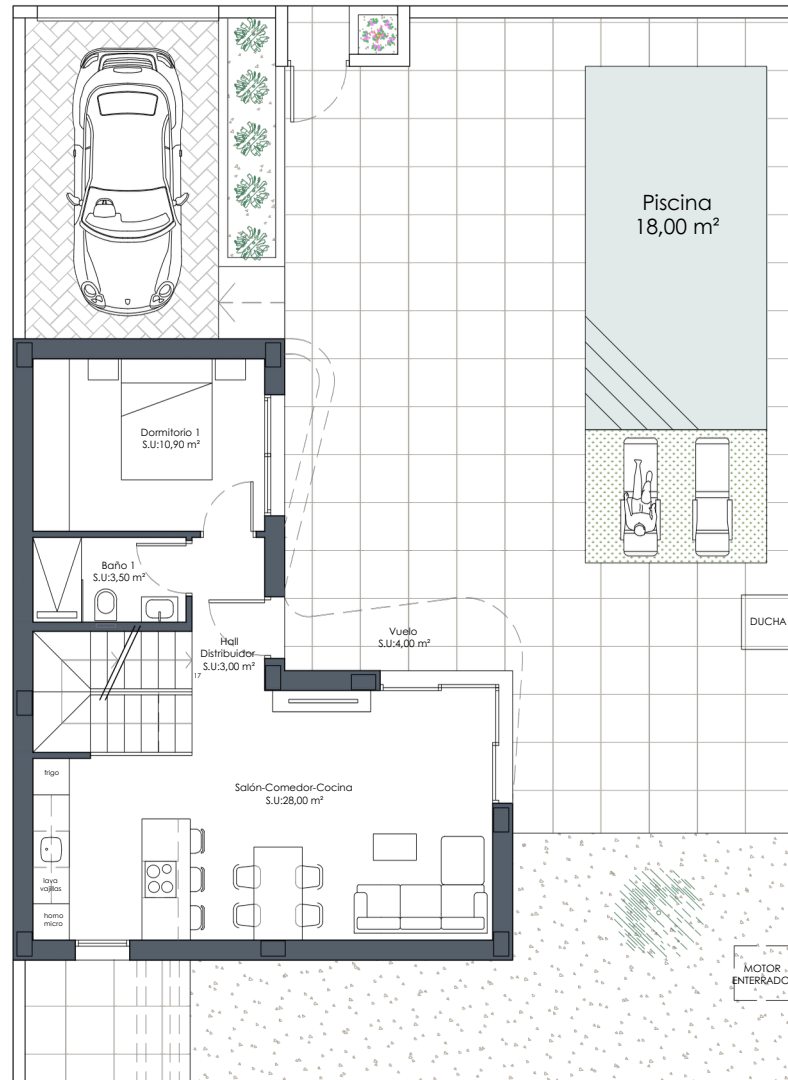 Piscina
18,00 m²
Dormitorio 1
S.U:10,90 m²
Baño 1
S.U:3,50 m²
DUCHA
Vuelo
S.U:4,00 m²
Hall
Distribuidor
S.U:3,00 m²
17
frigo
Salón-Comedor-Cocina
S.U:28,00 m²
lava
vajillas
horno
micro
MOTOR
ENTERRADO